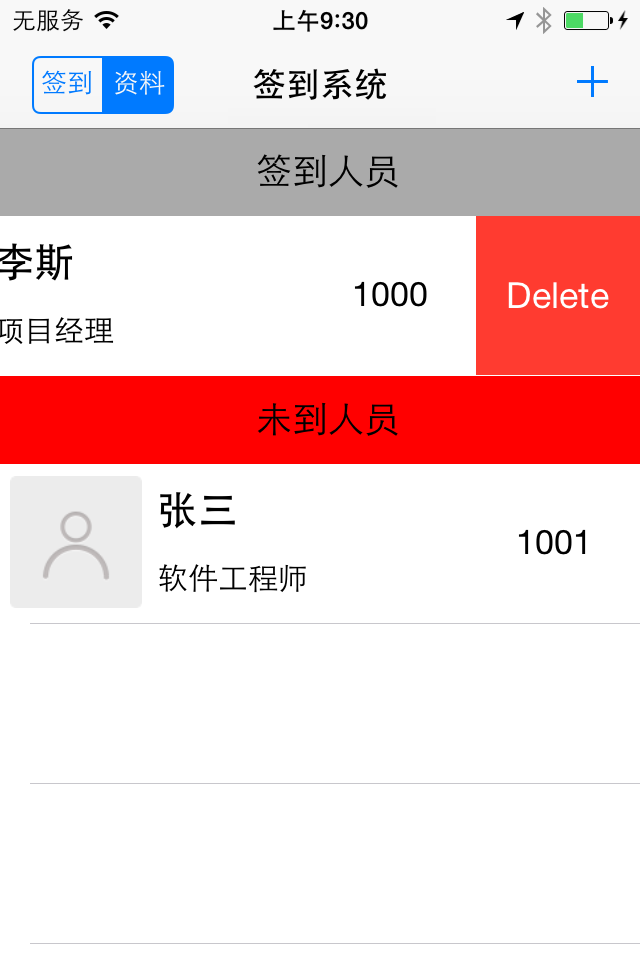 无服务 上午9:30
签到 资料 签到系统 +
签到人员
李斯
1000
Delete
项目经理
未到人员
张三
1001
软件工程师